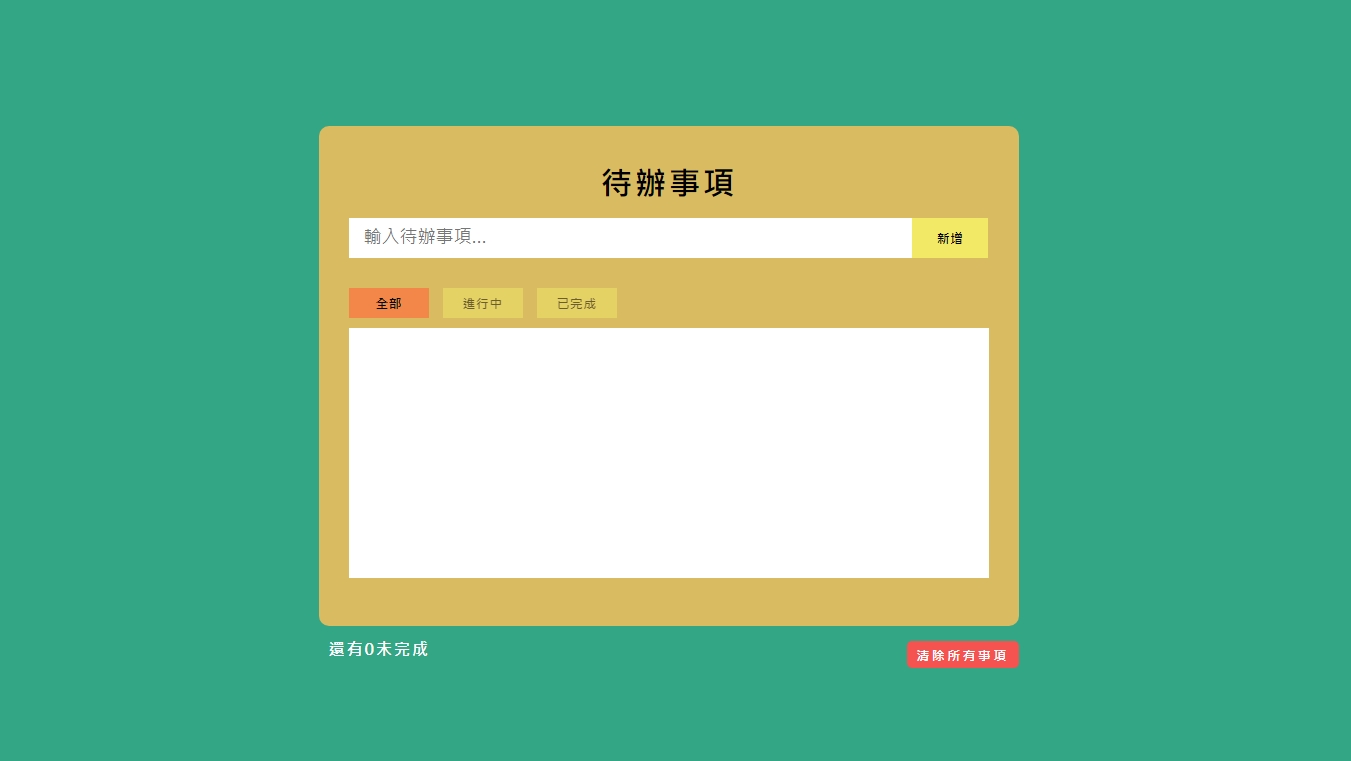 待辦事項
輸入待辦事項...
新增
全部
進行中
已完成
還有0未完成
清除所有事項